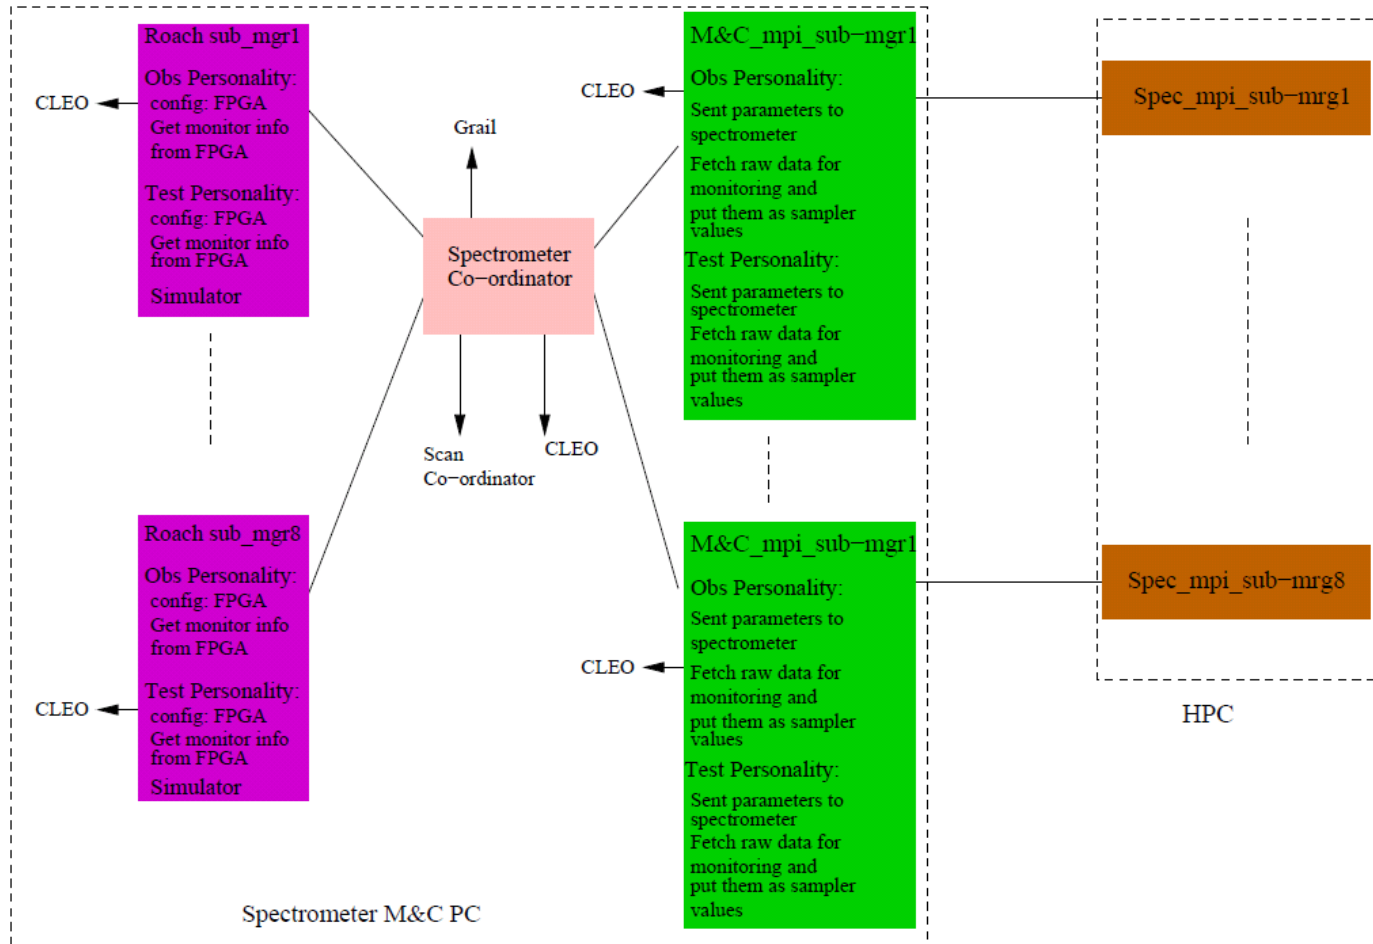 Roach sub_mgr1
Obs Personality:
config: FPGA
Get monitor info
from FPGA
Test Personality:
config: FPGA
Get monitor info
from FPGA
Simulator
CLEO
Grail
Spectrometer
Co-ordinator
Scan
Co-ordinator
CLEO
M&C_mpi_sub-mgr1
Obs Personality:
Sent parameters to
spectrometer
Fetch raw data for
monitoring and
put them as sampler
values
Test Personality:
Sent parameters to
spectrometer
Fetch raw data for
monitoring and
put them as sampler
values
CLEO
Spec_mpi_sub-mrg1
Roach sub_mgr8
Obs Personality:
config: FPGA
Get monitor info
from FPGA
Test Personality:
config: FPGA
Get monitor info
from FPGA
Simulator
CLEO
M&C_mpi_sub-mgr1
Obs Personality:
Sent parameters to
spectrometer
Fetch raw data for
monitoring and
put them as sampler
values
Test Personality:
Sent parameters to
spectrometer
Fetch raw data for
monitoring and
put them as sampler
values
CLEO
Spec_mpi_sub-mrg8
HPC
Spectrometer M&C PC